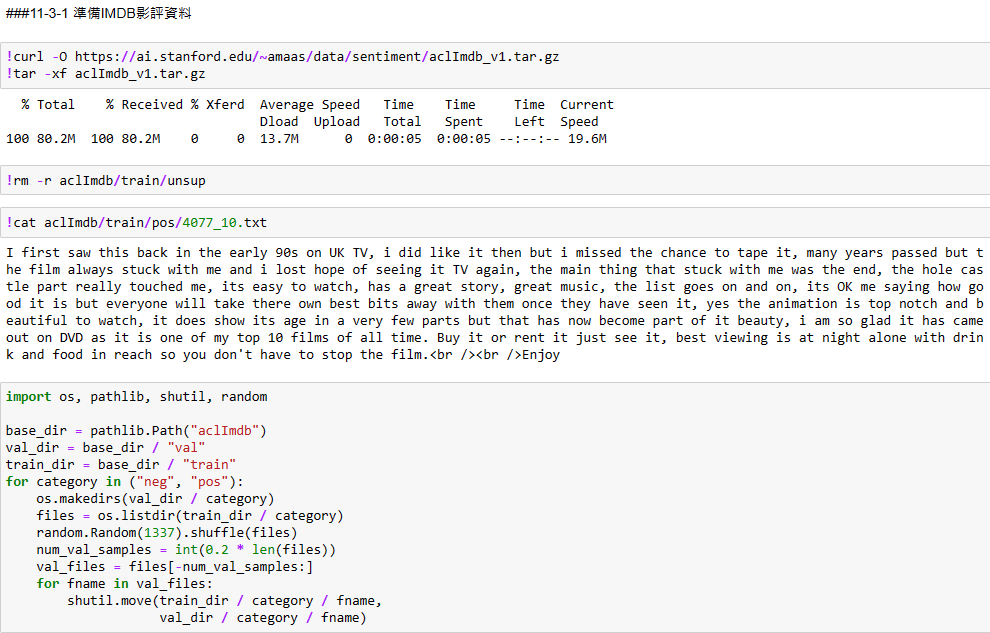 ###11-3-1 準備IMDB影評資料
!curl -O https://ai.stanford.edu/~amaas/data/sentiment/aclImdb_v1.tar.gz
!tar -xf aclImdb_v1.tar.gz
  % Total    % Received % Xferd  Average Speed   Time    Time     Time  Current
                                 Dload  Upload   Total   Spent    Left  Speed
100 80.2M  100 80.2M    0     0  13.7M      0  0:00:05  0:00:05 --:--:-- 19.6M
!rm -r aclImdb/train/unsup
!cat aclImdb/train/pos/4077_10.txt
I first saw this back in the early 90s on UK TV, i did like it then but i missed the chance to tape it, many years passed but t
he film always stuck with me and i lost hope of seeing it TV again, the main thing that stuck with me was the end, the hole cas
tle part really touched me, its easy to watch, has a great story, great music, the list goes on and on, its OK me saying how go
od it is but everyone will take there own best bits away with them once they have seen it, yes the animation is top notch and b
eautiful to watch, it does show its age in a very few parts but that has now become part of it beauty, i am so glad it has came
out on DVD as it is one of my top 10 films of all time. Buy it or rent it just see it, best viewing is at night alone with drin
k and food in reach so you don't have to stop the film.<br /><br />Enjoy
import os, pathlib, shutil, random
base_dir = pathlib.Path("aclImdb")
val_dir = base_dir / "val"
train_dir = base_dir / "train"
for category in ("neg", "pos"):
    os.makedirs(val_dir / category)
    files = os.listdir(train_dir / category)
    random.Random(1337).shuffle(files)
    num_val_samples = int(0.2 * len(files))
    val_files = files[-num_val_samples:]
    for fname in val_files:
        shutil.move(train_dir / category / fname,
                    val_dir / category / fname)